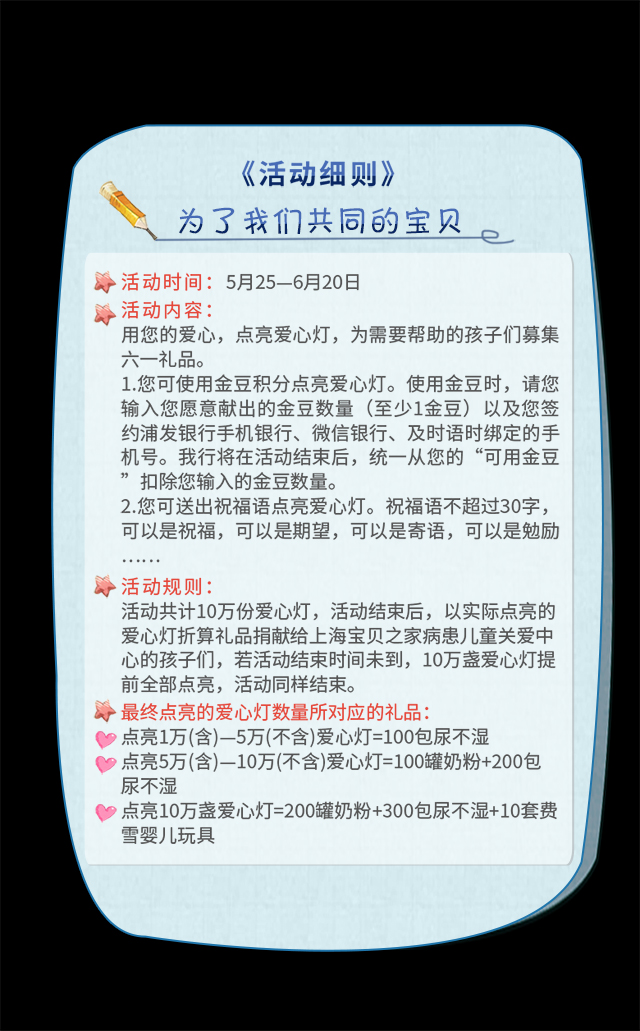 《活动细则》
为了我们共同的宝贝
活动时间：5月25—6月20日
活动内容：
用您的爱心，点亮爱心灯，为需要帮助的孩子们募集
六一礼品。
1.您可使用金豆积分点亮爱心灯。使用金豆时，请您
输入您愿意献出的金豆数量（至少1金豆）以及您签
约浦发银行手机银行、微信银行、及时语时绑定的手
机号。我行将在活动结束后，统一从您的“可用金豆
”扣除您输入的金豆数量。
2.您可送出祝福语点亮爱心灯。祝福语不超过30字，
可以是祝福，可以是期望，可以是寄语，可以是勉励
……
活动规则：
活动共计10万份爱心灯，活动结束后，以实际点亮的
爱心灯折算礼品捐献给上海宝贝之家病患儿童关爱中
心的孩子们，若活动结束时间未到，10万盏爱心灯提
前全部点亮，活动同样结束。
最终点亮的爱心灯数量所对应的礼品：
点亮1万(含)—5万(不含)爱心灯=100包尿不湿
点亮5万(含)—10万(不含)爱心灯=100罐奶粉+200包
尿不湿
点亮10万盏爱心灯=200罐奶粉+300包尿不湿+10套费
雪婴儿玩具